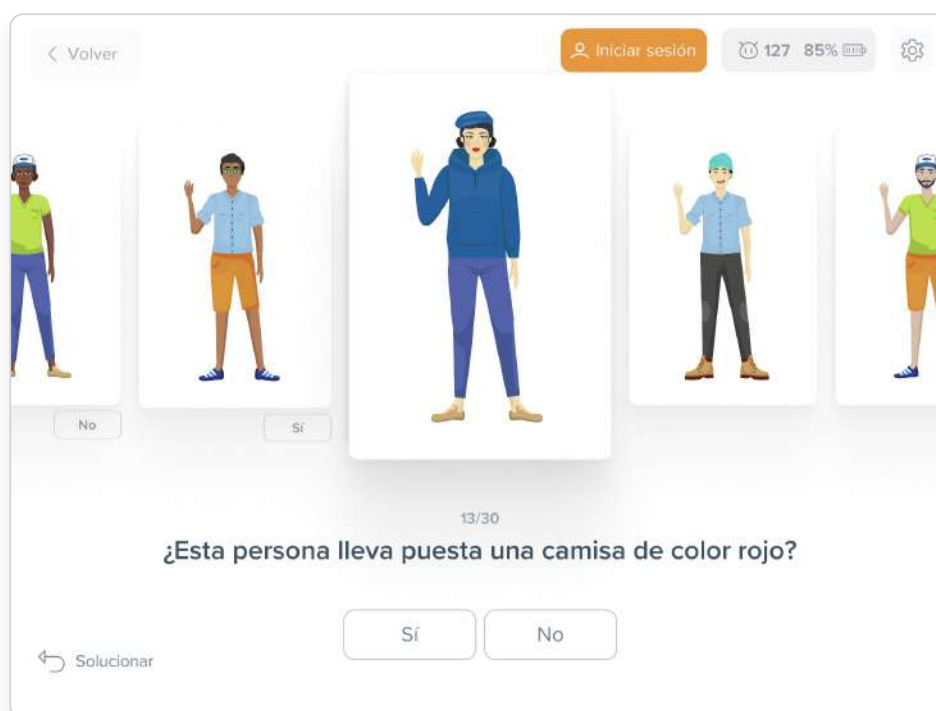 Volver
Iniciar sesión
127 85%
No
Sí
13/30
¿Esta persona lleva puesta una camisa de color rojo?
Sí No
Solucionar